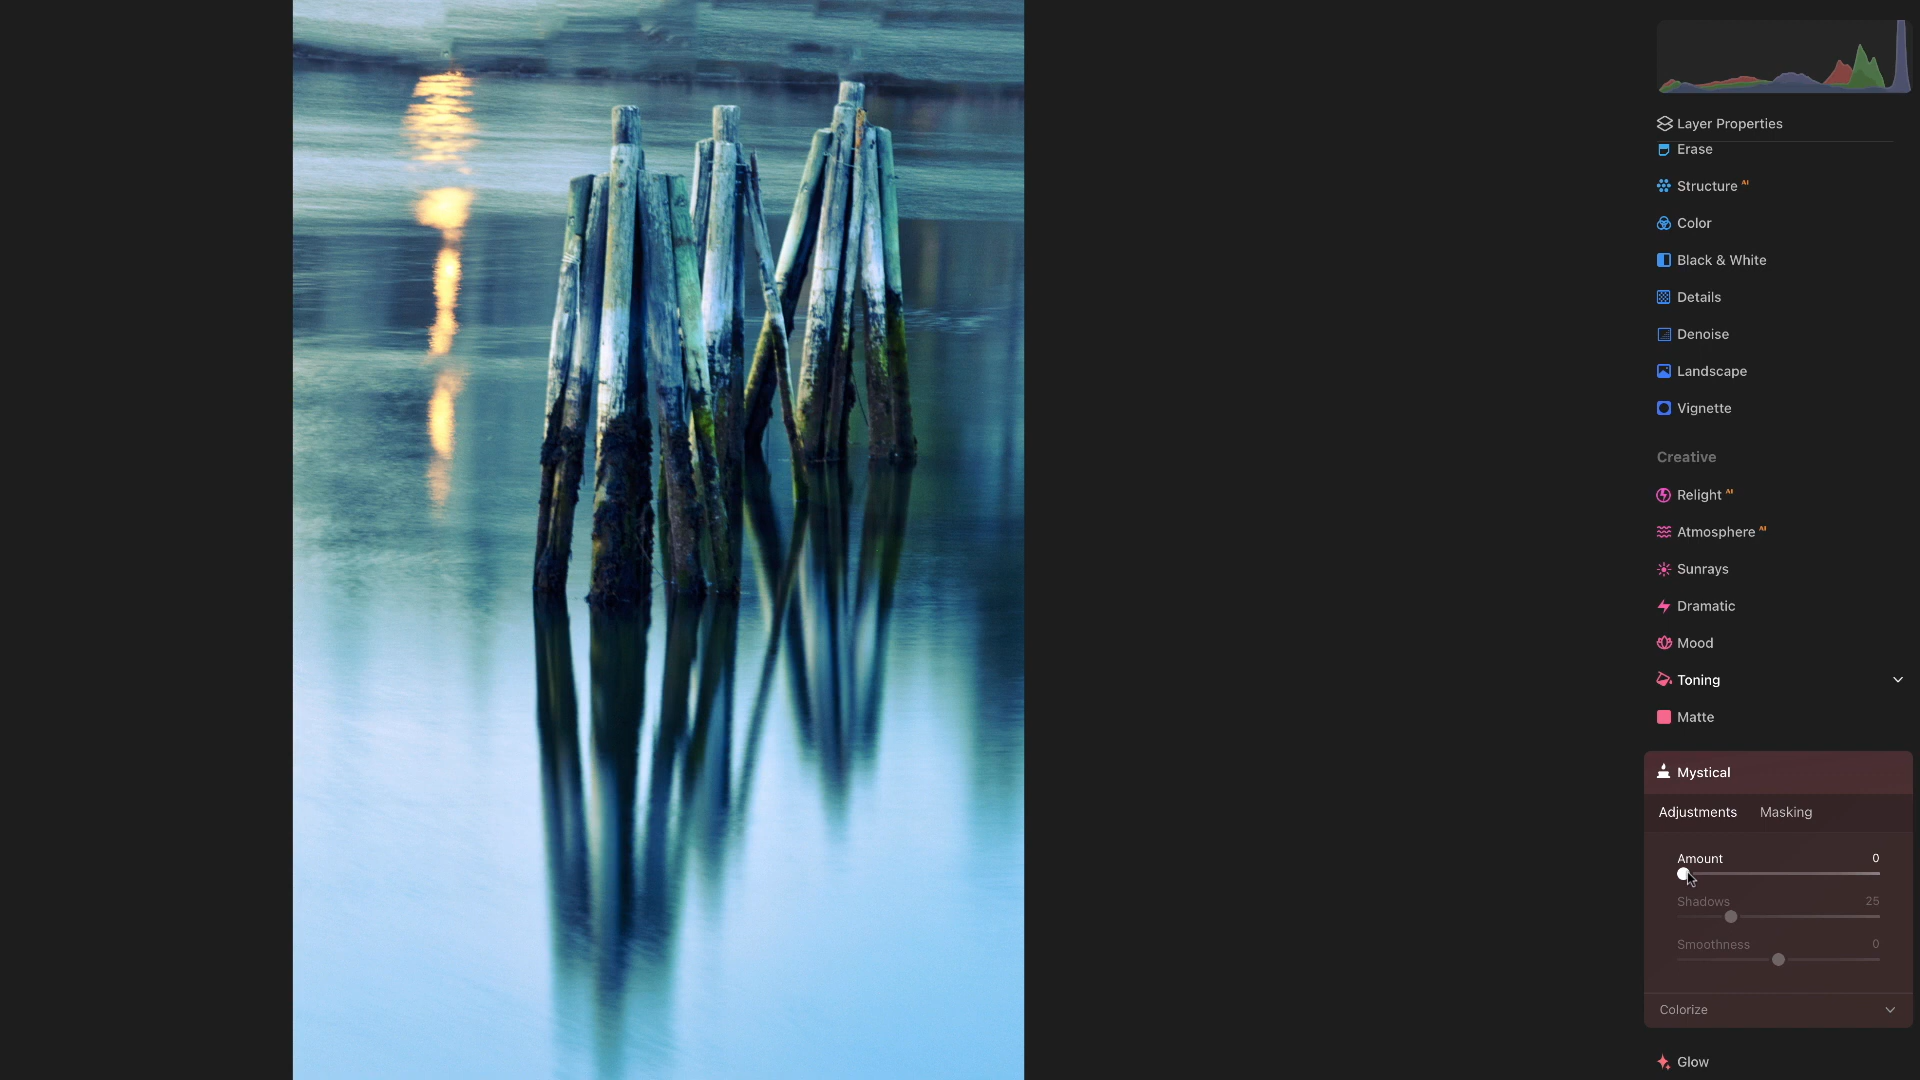 Layer Properties
Erase
Structure AI
Color
Black & White
Details
Denoise
Landscape
Vignette
Creative
Relight AI
Atmosphere AI
Sunrays
Dramatic
Mood
Toning
Matte
Mystical
Adjustments Masking
Amount 0
Shadows 25
Smoothness 0
Colorize
Glow